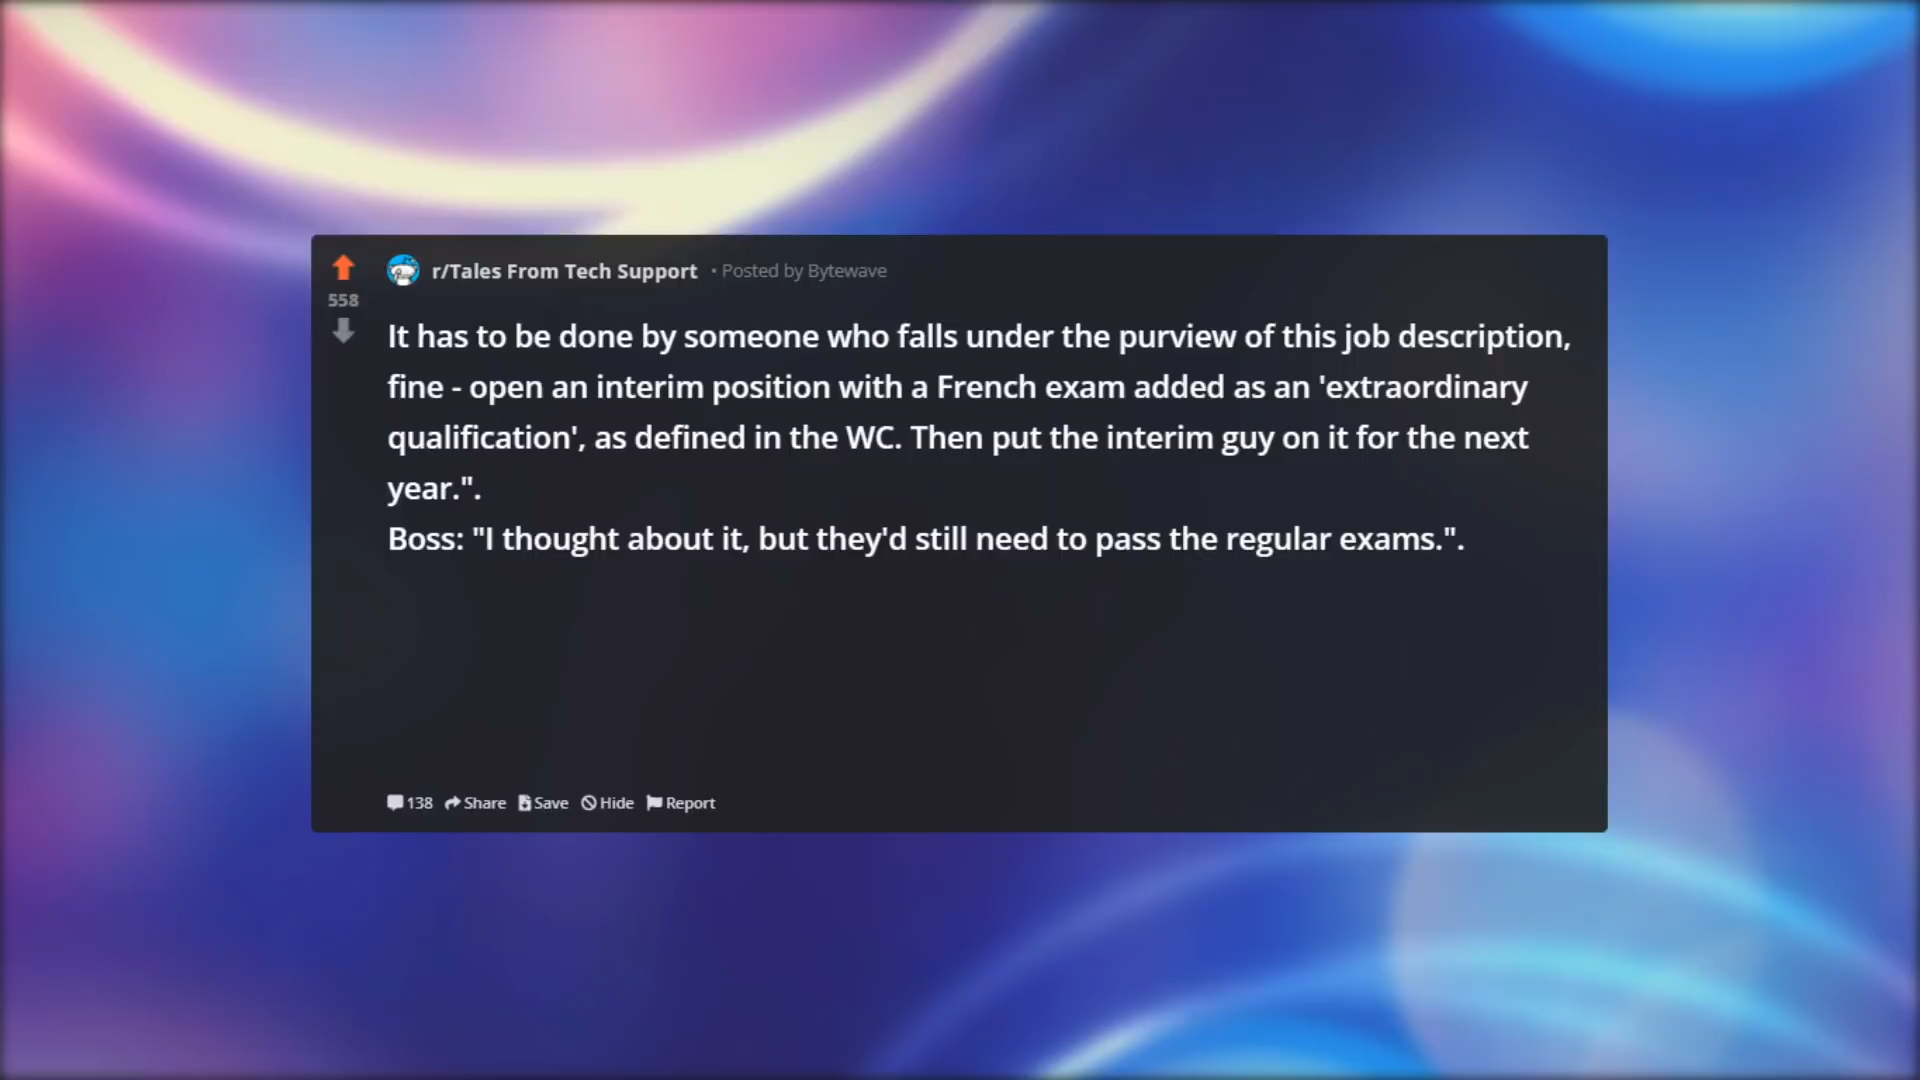 r/Tales From Tech Support • Posted by Bytewave
558
It has to be done by someone who falls under the purview of this job description,
fine - open an interim position with a French exam added as an 'extraordinary
qualification', as defined in the WC. Then put the interim guy on it for the next
year.".
Boss: "I thought about it, but they'd still need to pass the regular exams.".
138 Share Save Hide Report